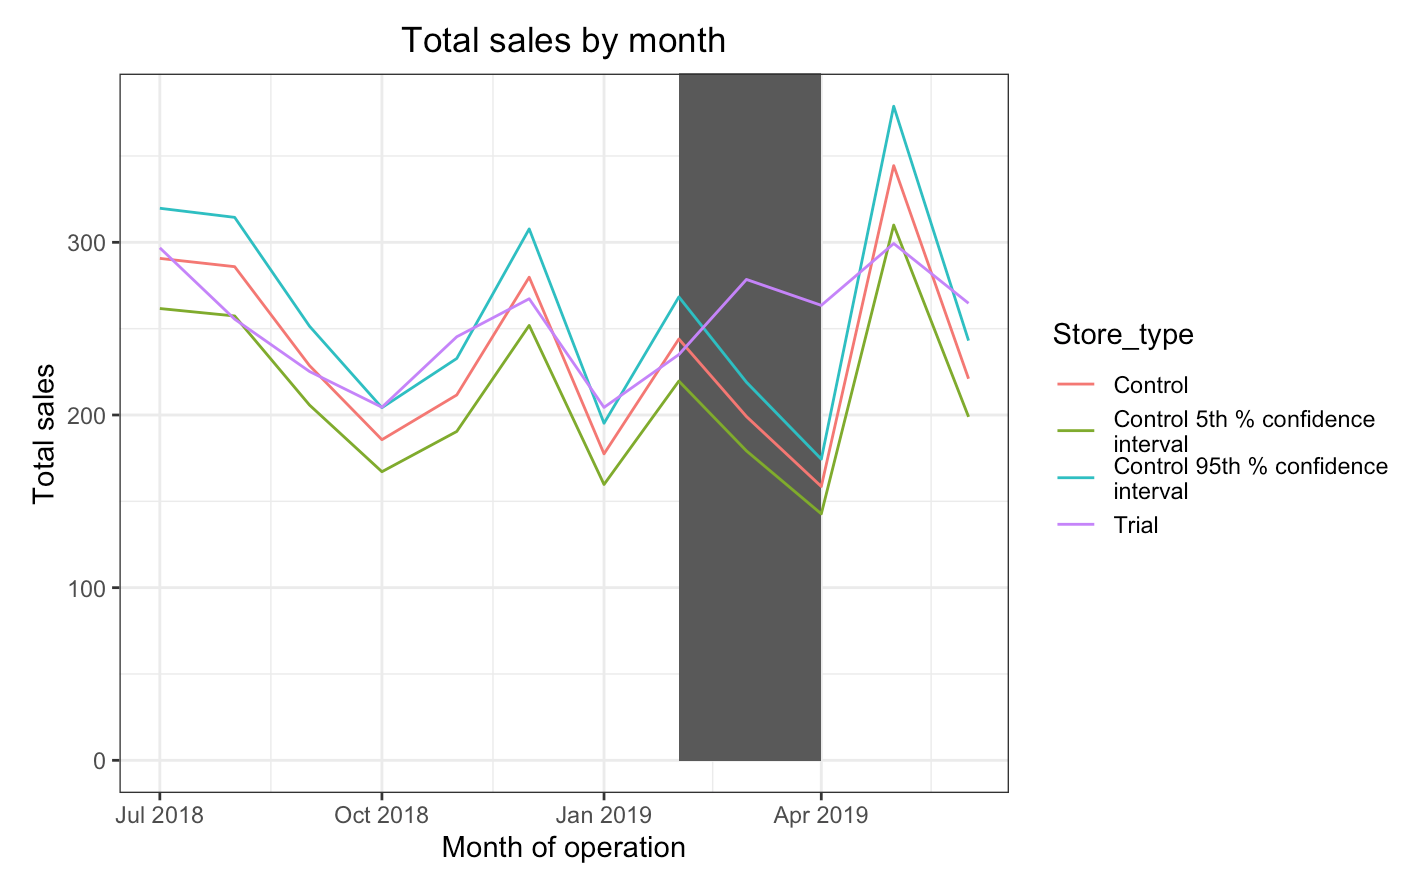 Total sales by month
Total sales
300
200
100
0
Jul 2018
Oct 2018
Jan 2019
Apr 2019
Month of operation
Store_type
Control
Control 5th % confidence
interval
Control 95th % confidence
interval
Trial